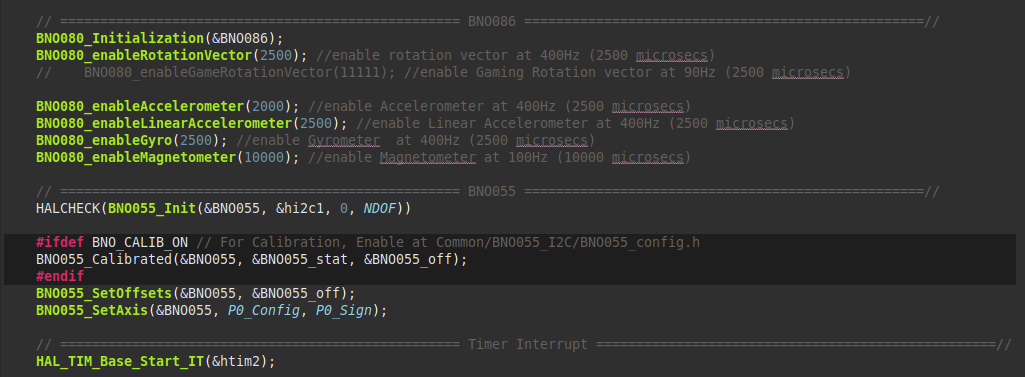 // ================================================== BNO086 ==================================================//
BNO080_Initialization(&BNO086);
BNO080_enableRotationVector(2500); //enable rotation vector at 400Hz (2500 microsecs)
//    BNO080_enableGameRotationVector(11111); //enable Gaming Rotation vector at 90Hz (2500 microsecs)
BNO080_enableAccelerometer(2000); //enable Accelerometer at 400Hz (2500 microsecs)
BNO080_enableLinearAccelerometer(2500); //enable Linear Accelerometer at 400Hz (2500 microsecs)
BNO080_enableGyro(2500); //enable Gyrometer  at 400Hz (2500 microsecs)
BNO080_enableMagnetometer(10000); //enable Magnetometer at 100Hz (10000 microsecs)
// ================================================== BNO055 ==================================================//
HALCHECK(BNO055_Init(&BNO055, &hi2c1, 0, NDOF))
#ifdef BNO_CALIB_ON // For Calibration, Enable at Common/BNO055_I2C/BNO055_config.h
BNO055_Calibrated(&BNO055, &BNO055_stat, &BNO055_off);
#endif
BNO055_SetOffsets(&BNO055, &BNO055_off);
BNO055_SetAxis(&BNO055, P0_Config, P0_Sign);
// ================================================== Timer Interrupt ==================================================//
HAL_TIM_Base_Start_IT(&htim2);